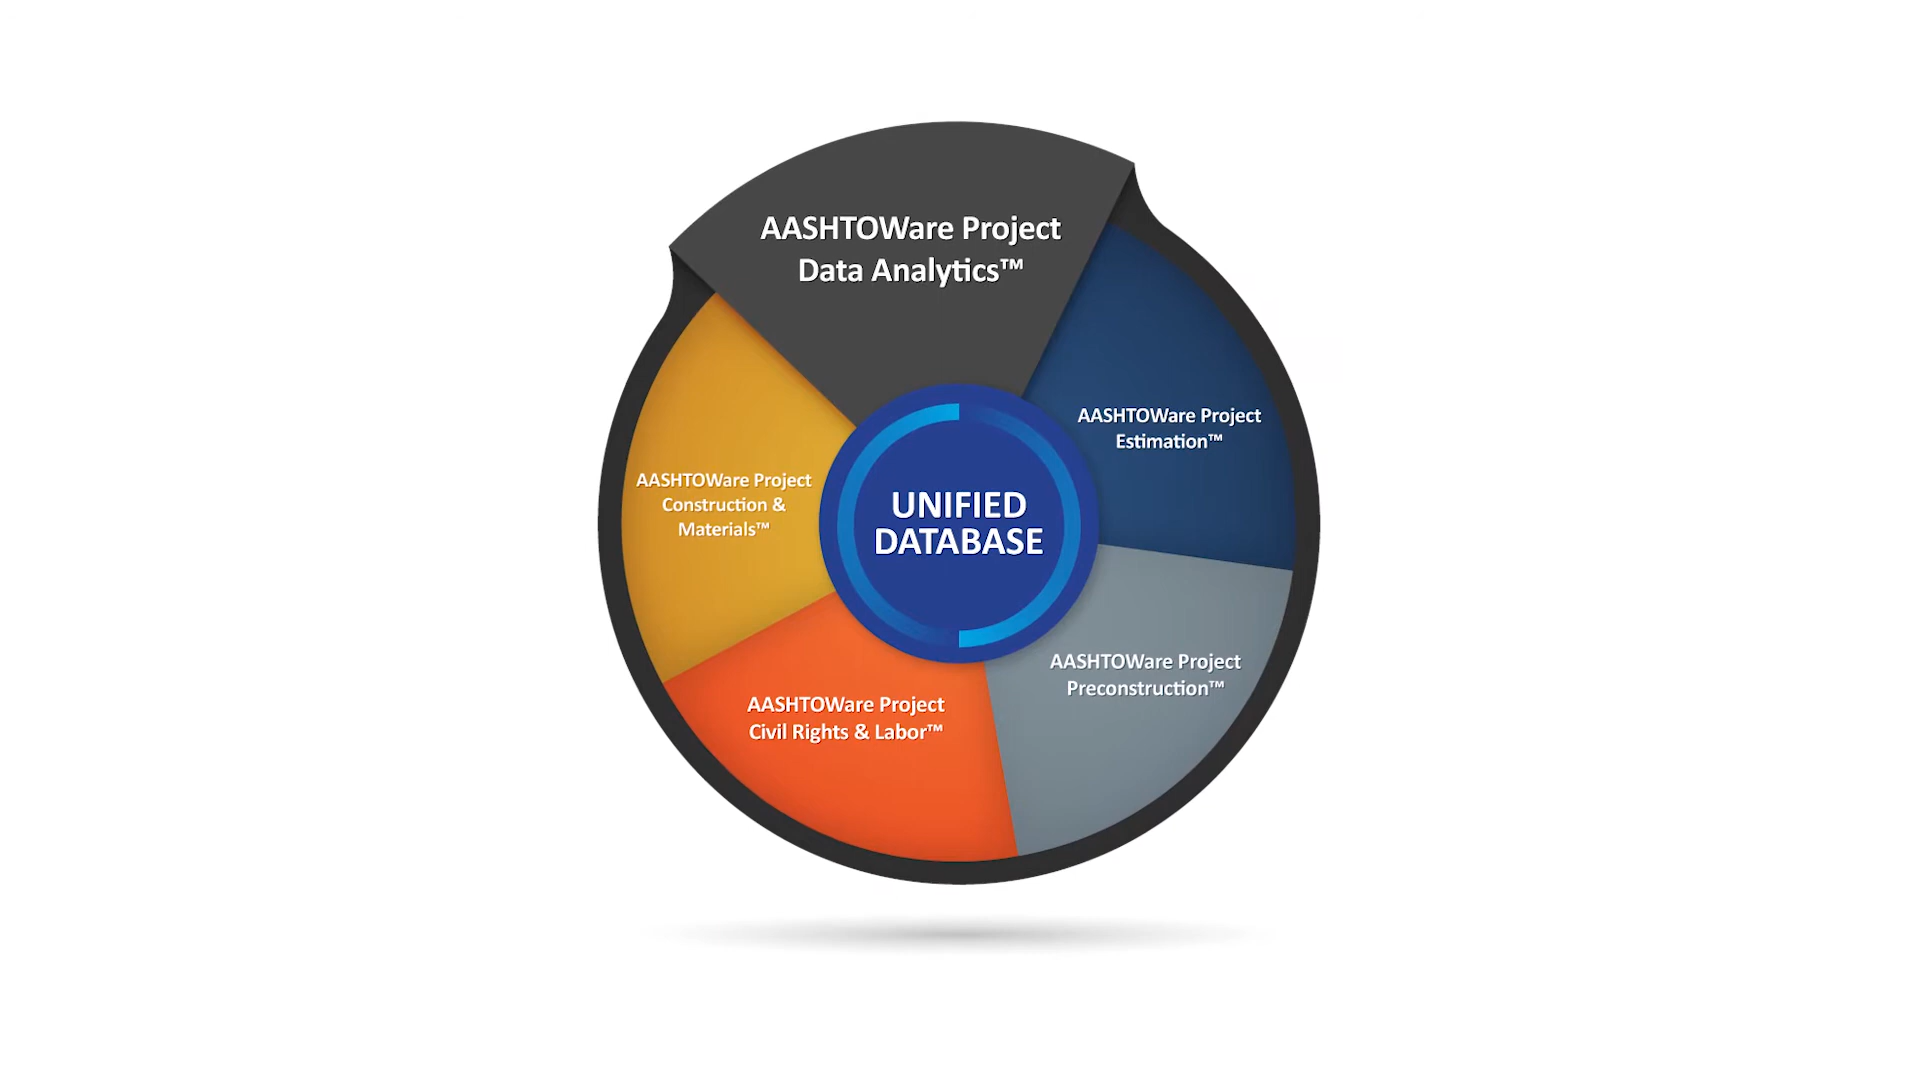 AASHTOWare Project
Data Analytics™
AASHTOWare Project
Estimation™
AASHTOWare Project
Construction &
Materials™
UNIFIED
DATABASE
AASHTOWare Project
Preconstruction™
AASHTOWare Project
Civil Rights & Labor™